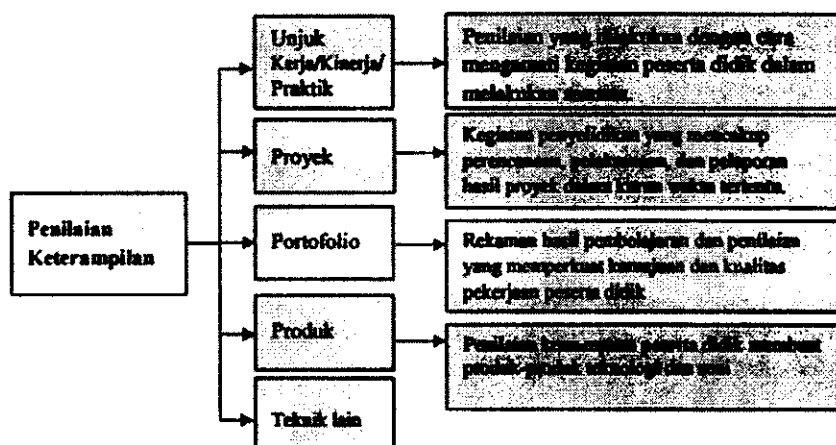 Unjuk
Kerja/Kinerja/
Praktik
Penilaian yang dilakukan dengan cara
mengamati kegiatan peserta didik dalam
melakukan sesuatu.
Proyek
Kegiatan penyelidikan yang mencakup
perencanaan, pelaksanaan, dan pelaporan
hasil proyek dalam kurun waktu tertentu.
Penilaian
Keterampilan
Portofolio
Rekaman hasil pembelajaran dan penilaian
yang memperkuat kemajuan dan kualitas
pekerjaan peserta didik
Produk
Penilaian kemampuan peserta didik membuat
produk-produk teknologi dan seni
Teknik lain